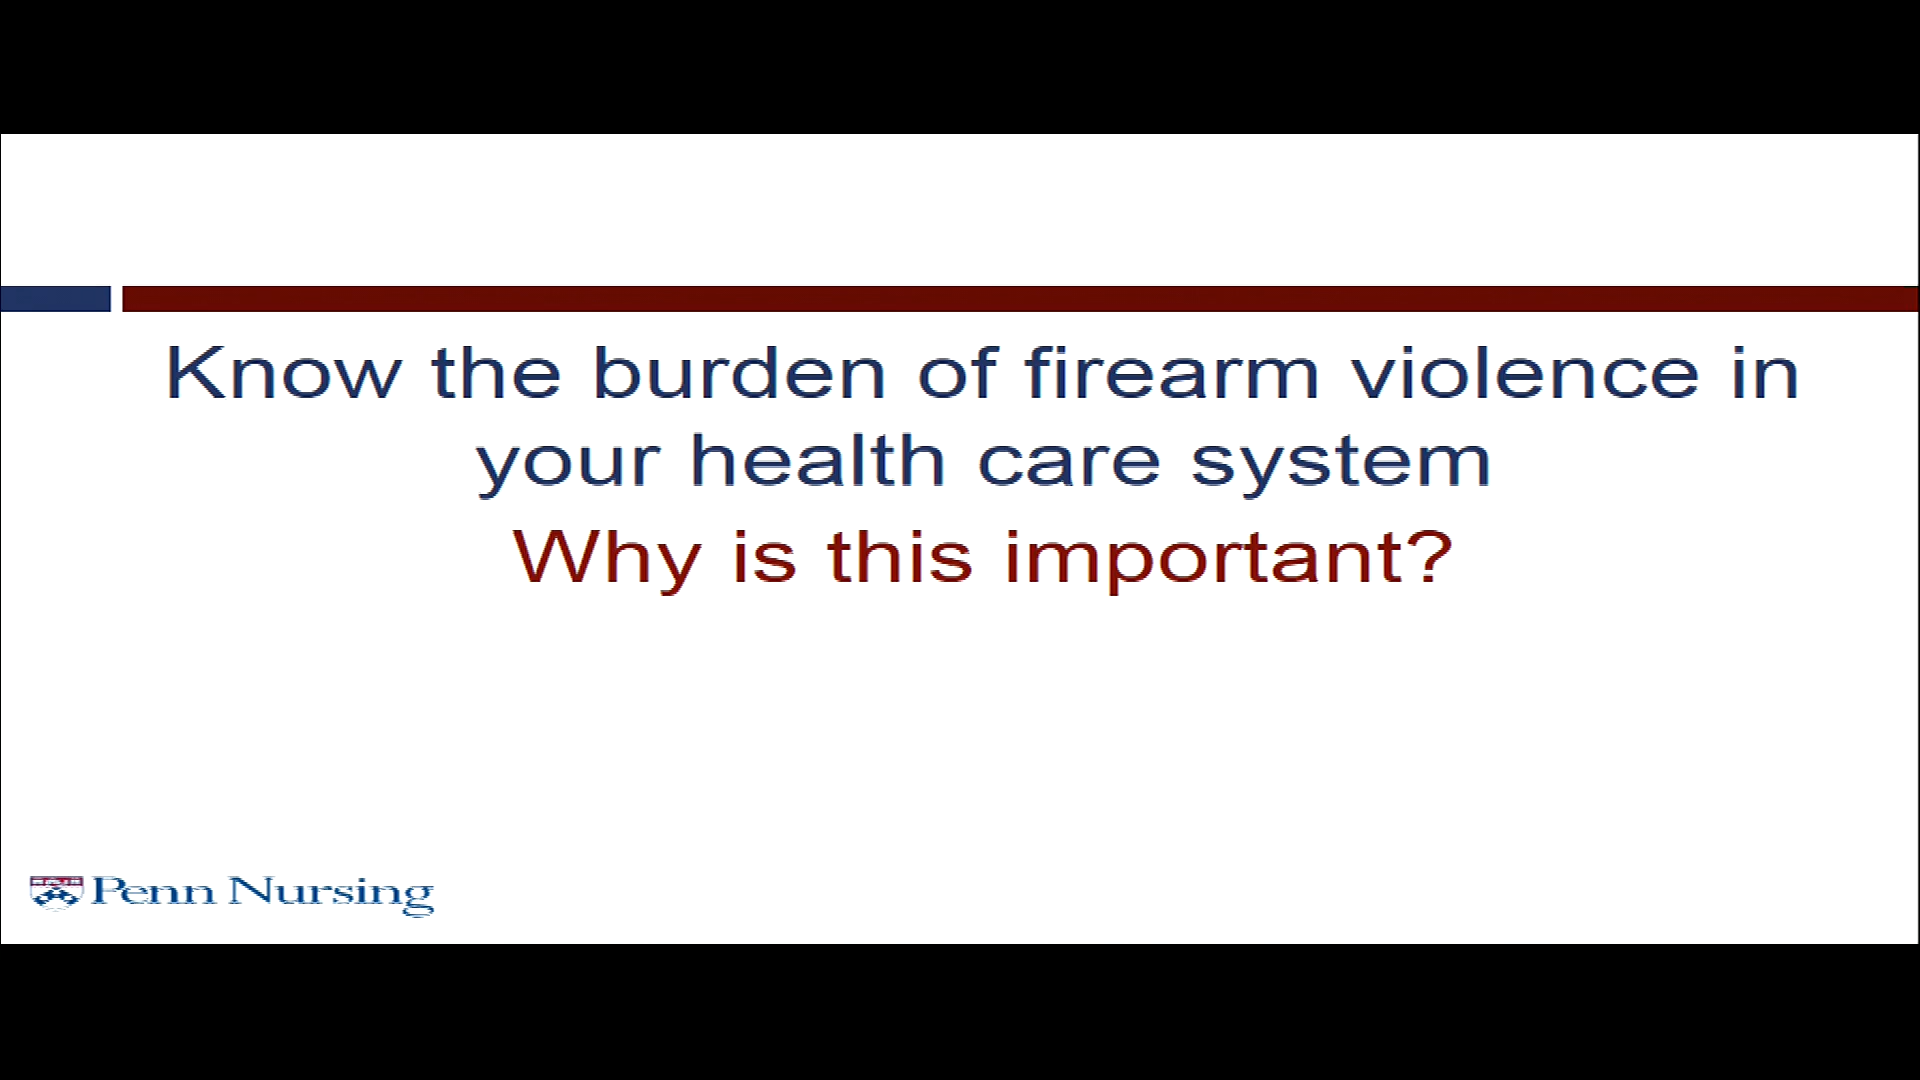 Know the burden of firearm violence in
your health care system
Why is this important?
Penn Nursing